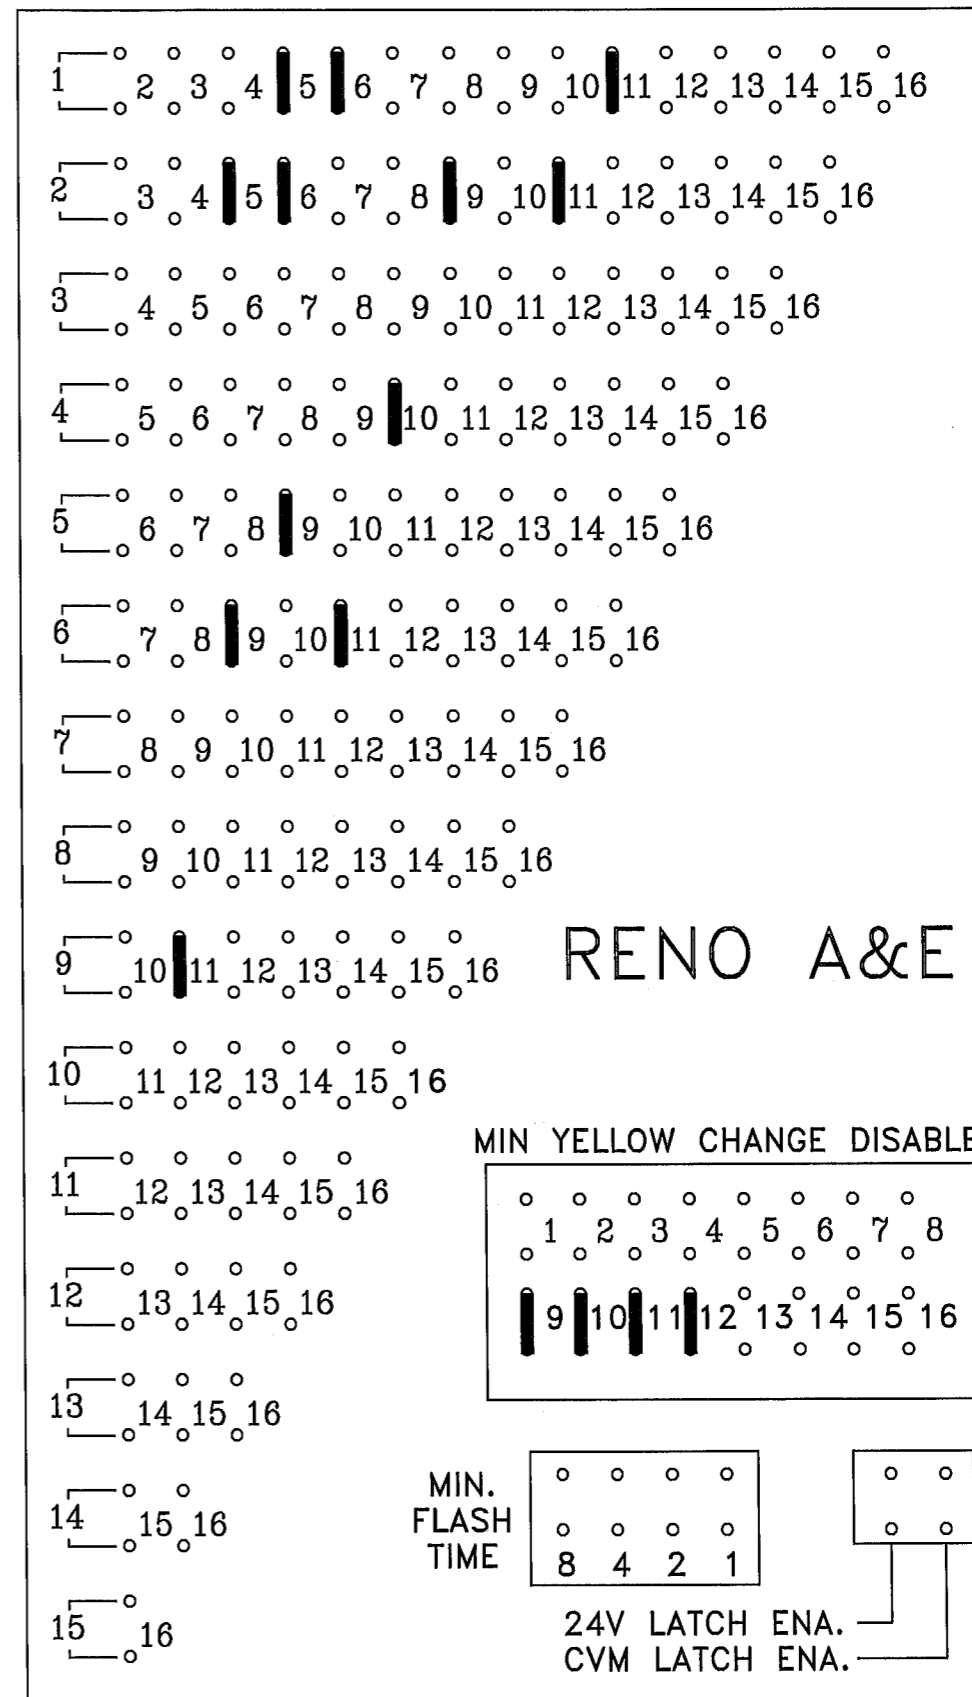 1 2 3 4 5 6 7 8 9 10 11 12 13 14 15 16
2 3 4 5 6 7 8 9 10 11 12 13 14 15 16
3 4 5 6 7 8 9 10 11 12 13 14 15 16
4 5 6 7 8 9 10 11 12 13 14 15 16
5 6 7 8 9 10 11 12 13 14 15 16
6 7 8 9 10 11 12 13 14 15 16
7 8 9 10 11 12 13 14 15 16
8 9 10 11 12 13 14 15 16
9 10 11 12 13 14 15 16
RENO A&E
10 11 12 13 14 15 16
MIN YELLOW CHANGE DISABLE
11 12 13 14 15 16
1 2 3 4 5 6 7 8
12 13 14 15 16
9 10 11 12 13 14 15 16
13 14 15 16
14 15 16
MIN.
FLASH
TIME
8 4 2 1
15 16
24V LATCH ENA.
CVM LATCH ENA.